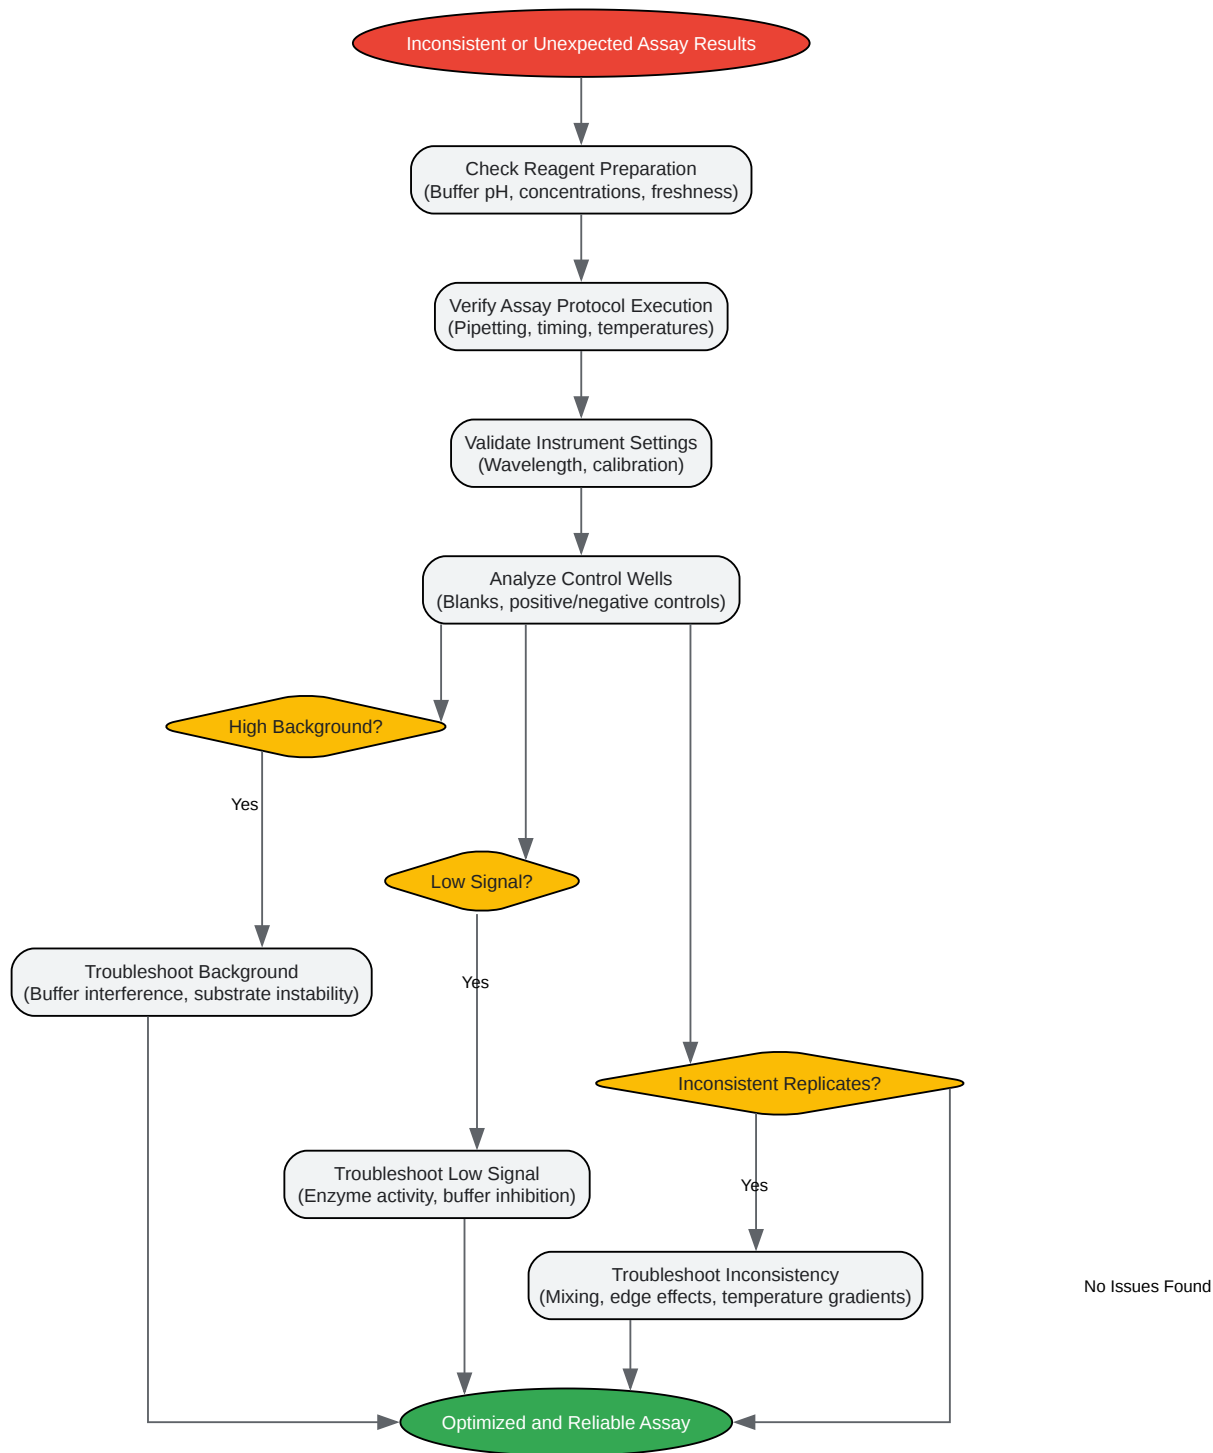 Inconsistent or Unexpected Assay Results
Check Reagent Preparation
(Buffer pH, concentrations, freshness)
Verify Assay Protocol Execution
(Pipetting, timing, temperatures)
Validate Instrument Settings
(Wavelength, calibration)
Analyze Control Wells
(Blanks, positive/negative controls)
High Background?
Yes
Low Signal?
Troubleshoot Background
(Buffer interference, substrate instability)
Yes
Inconsistent Replicates?
Troubleshoot Low Signal
(Enzyme activity, buffer inhibition)
Yes
Troubleshoot Inconsistency
(Mixing, edge effects, temperature gradients)
No Issues Found
Optimized and Reliable Assay